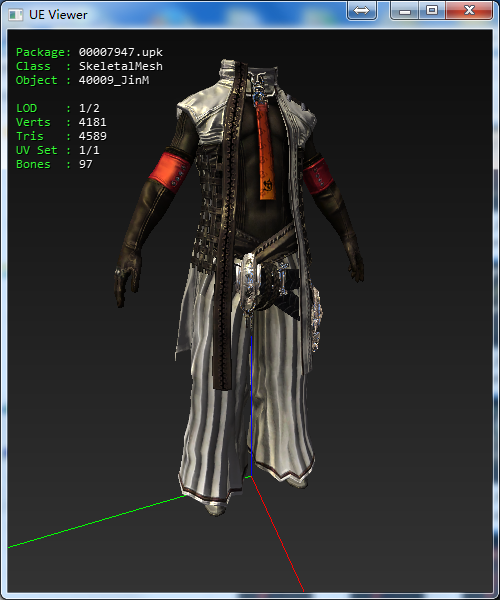 UE Viewer
Package: 00007947.upk
Class  : SkeletalMesh
Object : 40009_JinM
LOD    : 1/2
Verts  : 4181
Tris   : 4589
UV Set : 1/1
Bones  : 97